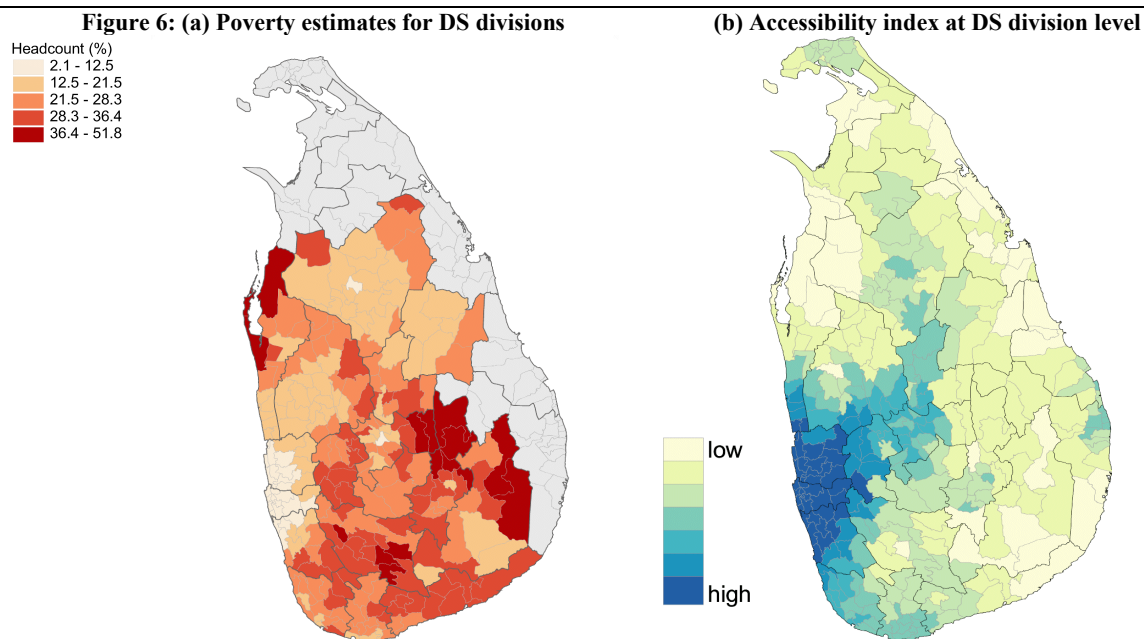 Figure 6: (a) Poverty estimates for DS divisions
(b) Accessibility index at DS division level
Headcount (%)
2.1 - 12.5
12.5 - 21.5
21.5 - 28.3
28.3 - 36.4
36.4 - 51.8
low
high